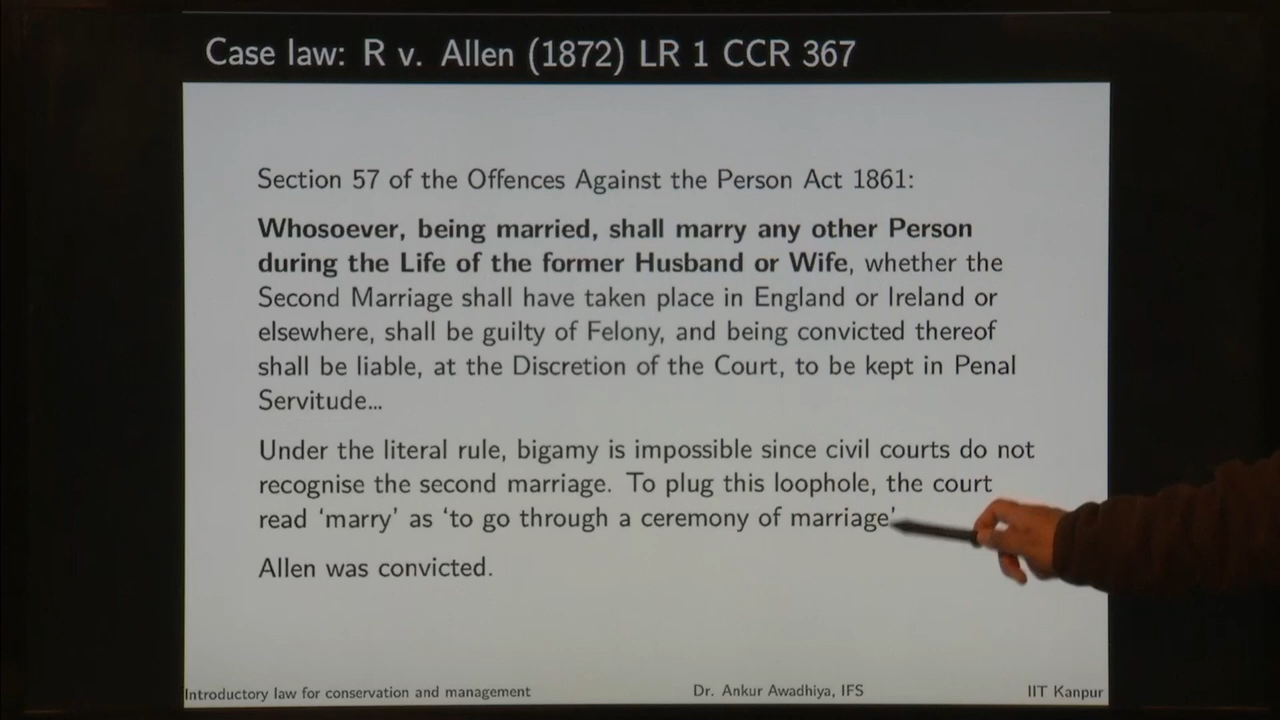 Case law: R v. Allen (1872) LR 1 CCR 367
Section 57 of the Offences Against the Person Act 1861:
Whosoever, being married, shall marry any other Person
during the Life of the former Husband or Wife, whether the
Second Marriage shall have taken place in England or Ireland or
elsewhere, shall be guilty of Felony, and being convicted thereof
shall be liable, at the Discretion of the Court, to be kept in Penal
Servitude...
Under the literal rule, bigamy is impossible since civil courts do not
recognise the second marriage. To plug this loophole, the court
read ‘marry’ as ‘to go through a ceremony of marriage’
Allen was convicted.
Introductory law for conservation and management Dr. Ankur Awadhiya, IFS IIT Kanpur